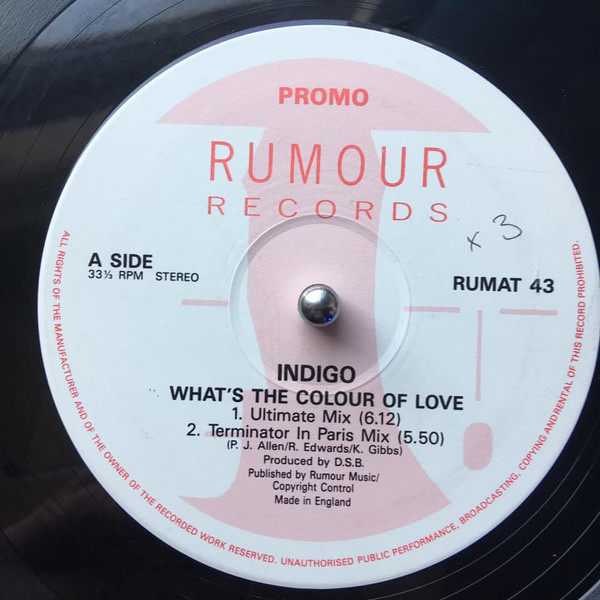 PROMO
RUMOUR
RECORDS
x 3
A SIDE
33⅓ RPM STEREO
RUMAT 43
INDIGO
WHAT'S THE COLOUR OF LOVE
1. Ultimate Mix (6.12)
2. Terminator In Paris Mix (5.50)
(P. J. Allen/R. Edwards/K. Gibbs)
Produced by D.S.B.
Published by Rumour Music/
Copyright Control
Made in England
ALL RIGHTS OF THE MANUFACTURER AND OF THE OWNER OF THE RECORDED WORK RESERVED. UNAUTHORISED PUBLIC PERFORMANCE, BROADCASTING, COPYING AND RENTAL OF THIS RECORD PROHIBITED.